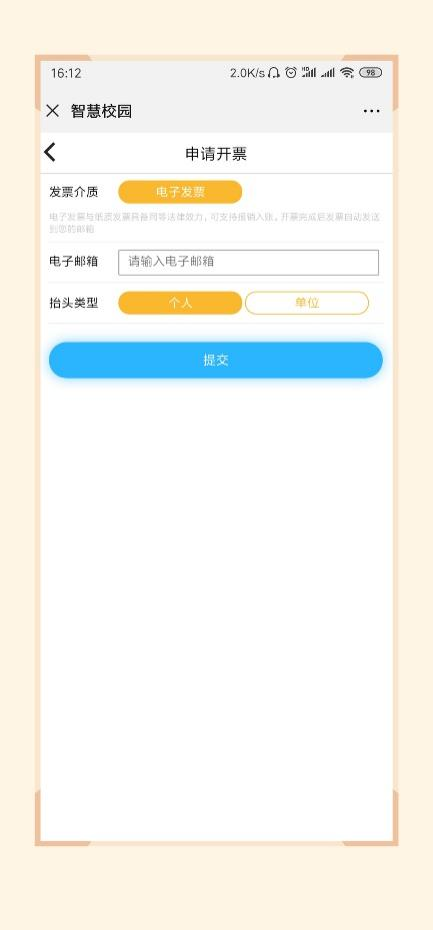 16:12
2.0K/s
98
智慧校园
申请开票
发票介质
电子发票
电子发票与纸质发票具备同等法律效力,可支持报销入账。开票完成后发票自动发送
到您的邮箱
电子邮箱
请输入电子邮箱
抬头类型
个人
单位
提交